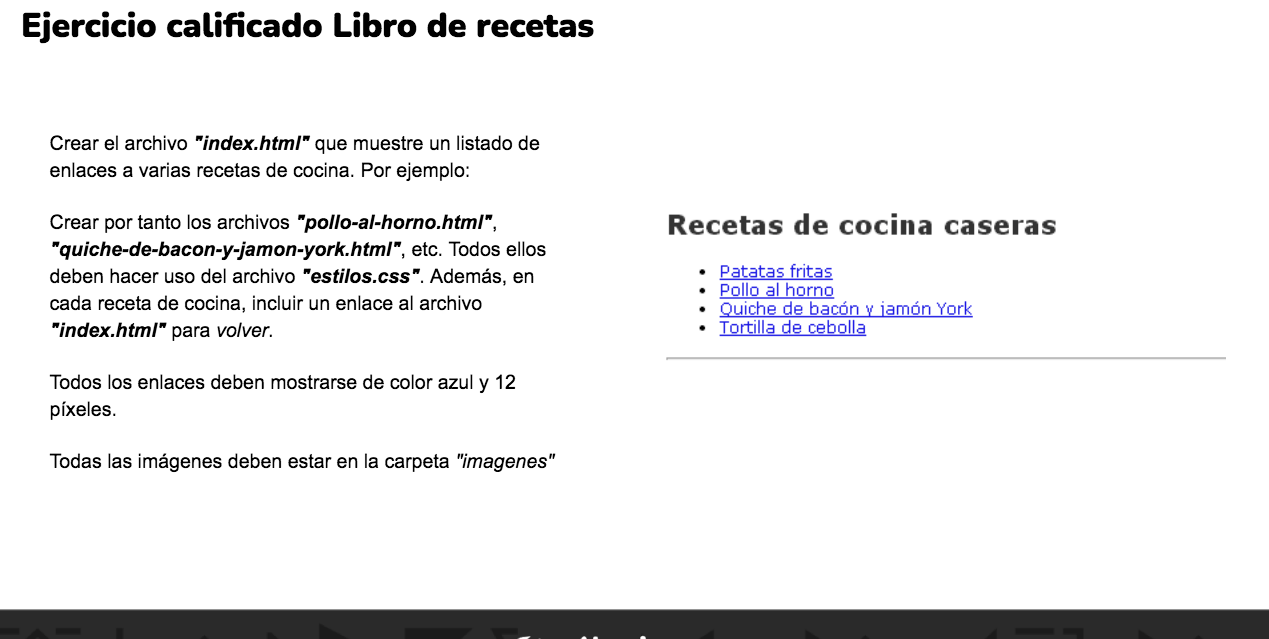 Ejercicio calificado Libro de recetas
Crear el archivo "index.html" que muestre un listado de
enlaces a varias recetas de cocina. Por ejemplo:
Crear por tanto los archivos "pollo-al-horno.html",
"quiche-de-bacon-y-jamon-york.html", etc. Todos ellos
deben hacer uso del archivo "estilos.css". Además, en
cada receta de cocina, incluir un enlace al archivo
"index.html" para volver.
Todos los enlaces deben mostrarse de color azul y 12
píxeles.
Todas las imágenes deben estar en la carpeta "imagenes"
Recetas de cocina caseras
• Patatas fritas
• Pollo al horno
• Quiche de bacón y jamón York
• Tortilla de cebolla